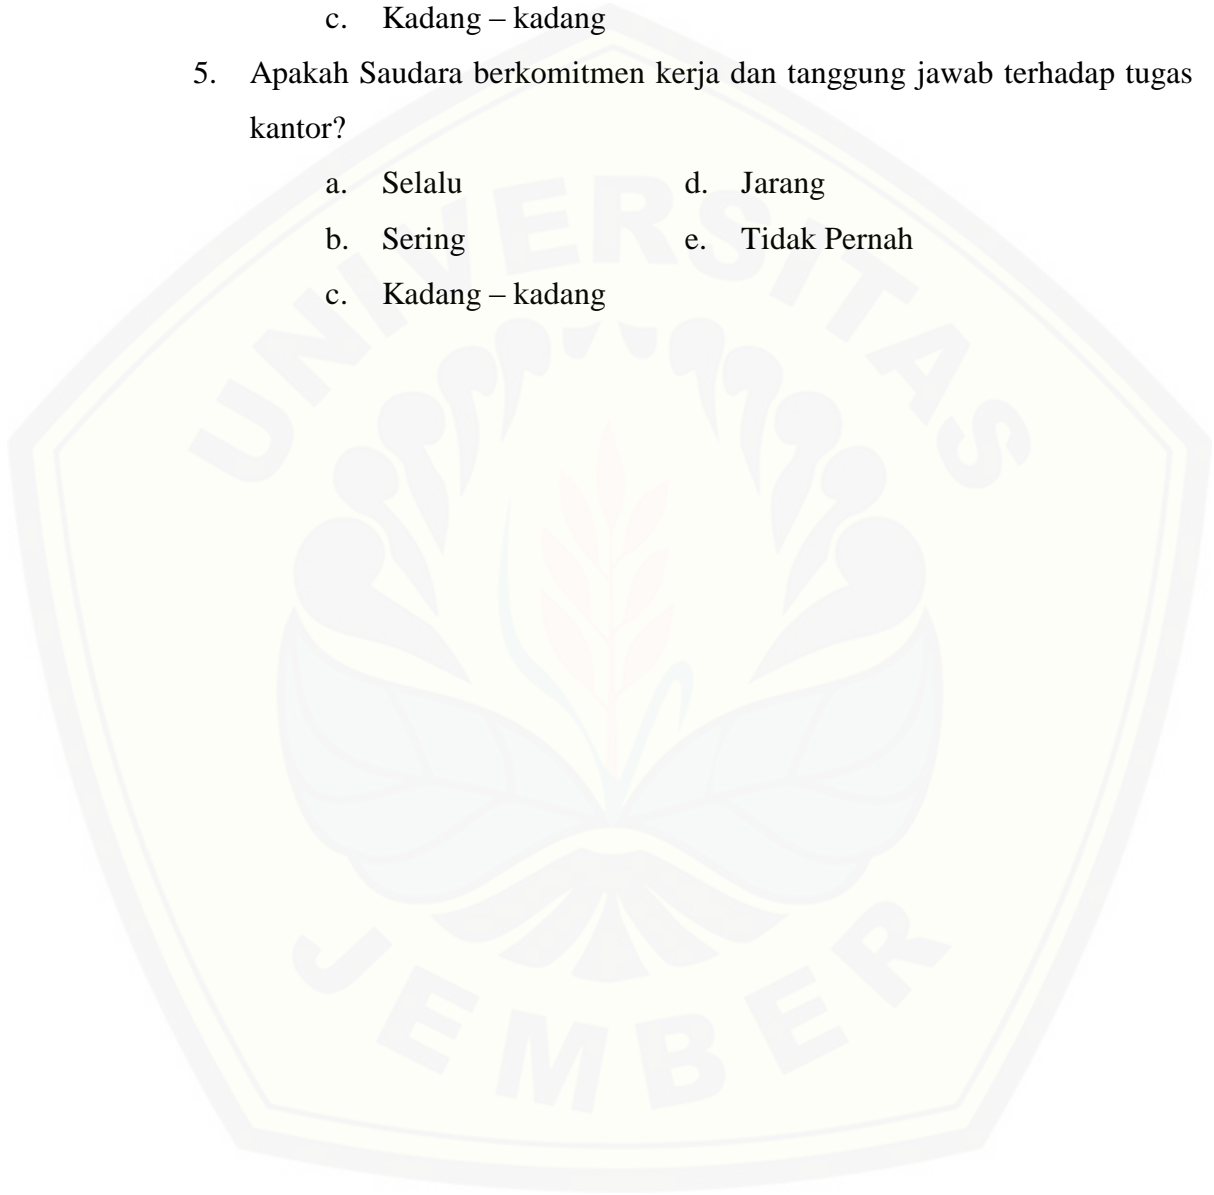 c. Kadang – kadang
5. Apakah Saudara berkomitmen kerja dan tanggung jawab terhadap tugas
kantor?
a. Selalu d. Jarang
b. Sering e. Tidak Pernah
c. Kadang – kadang
UNIVERSITAS
JEMBER